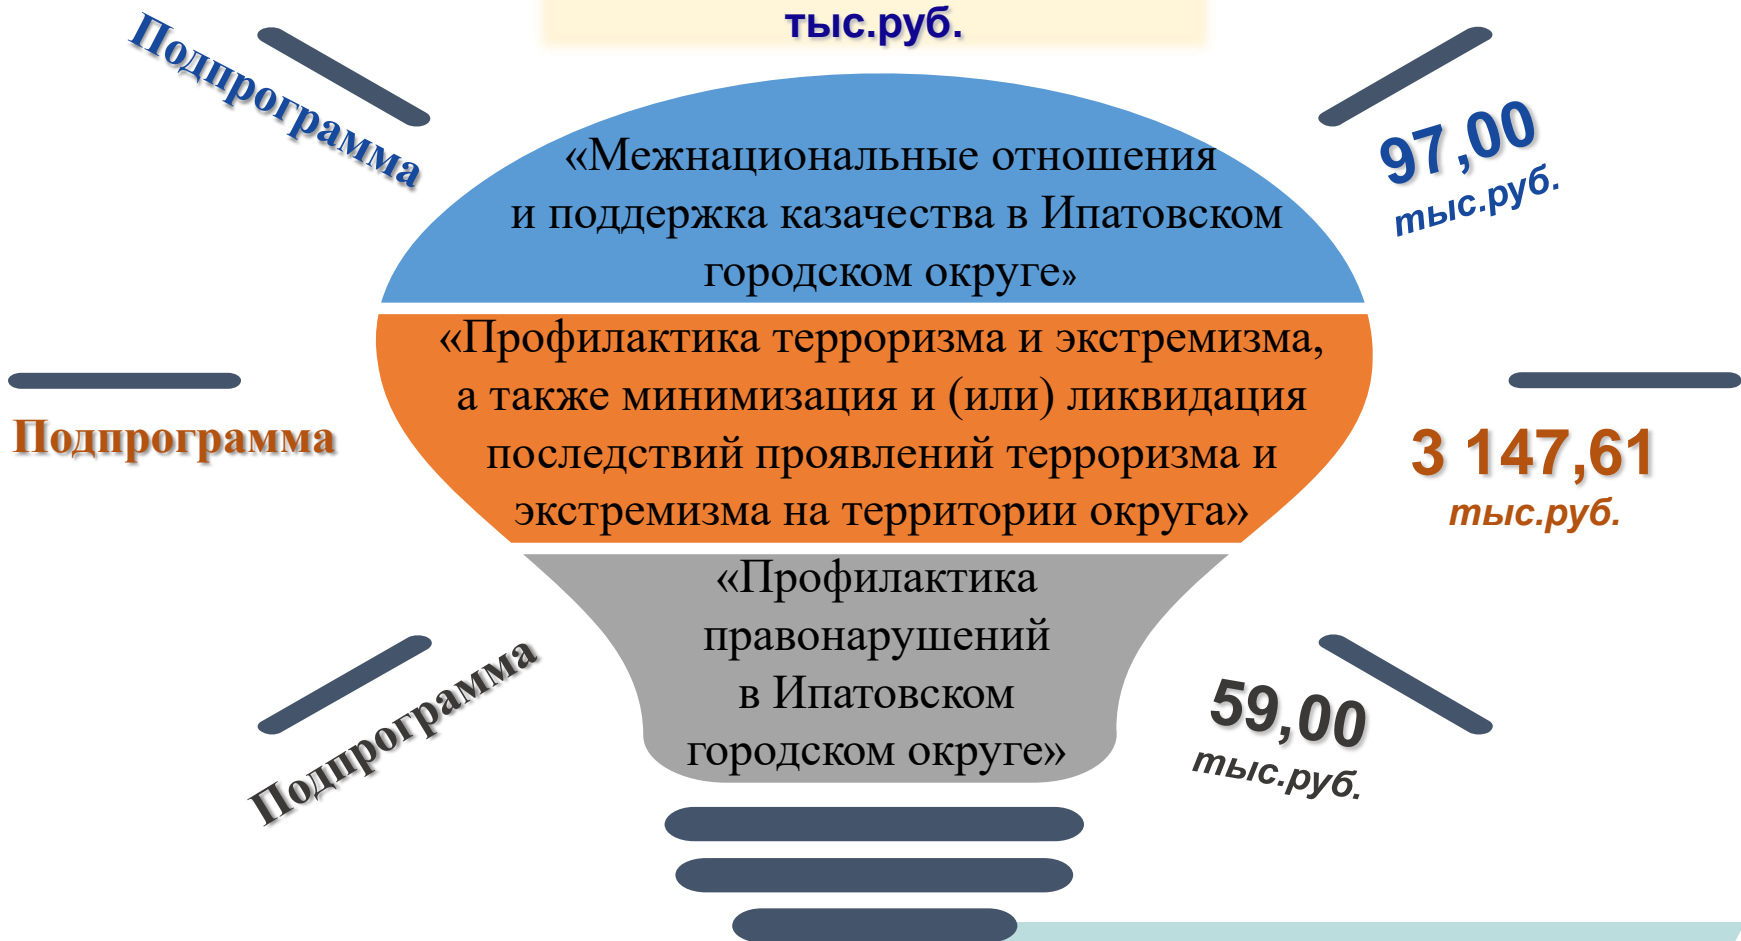 тыс.руб.
Подпрограмма
«Межнациональные отношения
и поддержка казачества в Ипатовском
городском округе»
97,00
тыс.руб.
Подпрограмма
«Профилактика терроризма и экстремизма,
а также минимизация и (или) ликвидация
последствий проявлений терроризма и
экстремизма на территории округа»
3 147,61
тыс.руб.
Подпрограмма
«Профилактика
правонарушений
в Ипатовском
городском округе»
59,00
тыс.руб.